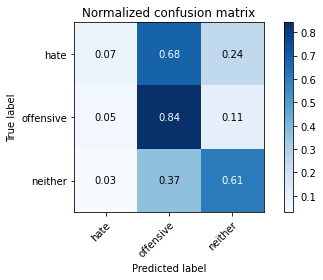 Normalized confusion matrix
True label
hate 0.07 0.68 0.24
offensive 0.05 0.84 0.11
neither 0.03 0.37 0.61
hate offensive neither
Predicted label
0.8
0.7
0.6
0.5
0.4
0.3
0.2
0.1